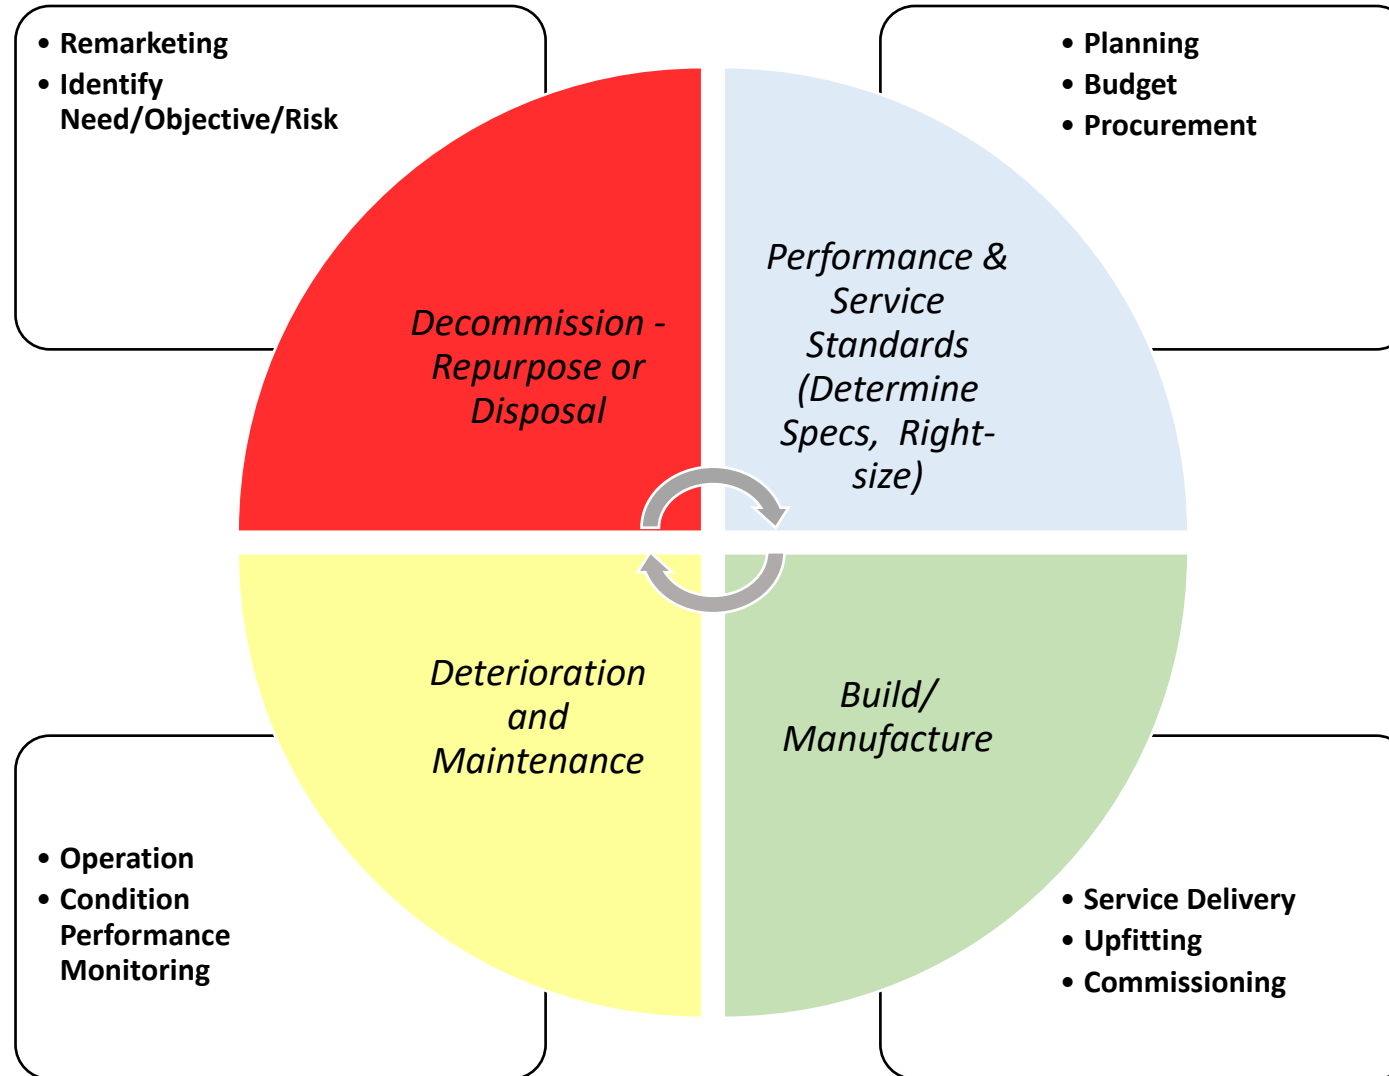 • Remarketing
• Identify
Need/Objective/Risk
• Planning
• Budget
• Procurement
Decommission -
Repurpose or
Disposal
Performance &
Service
Standards
(Determine
Specs,  Right-
size)
Deterioration
and
Maintenance
Build/
Manufacture
• Operation
• Condition
Performance
Monitoring
• Service Delivery
• Upfitting
• Commissioning